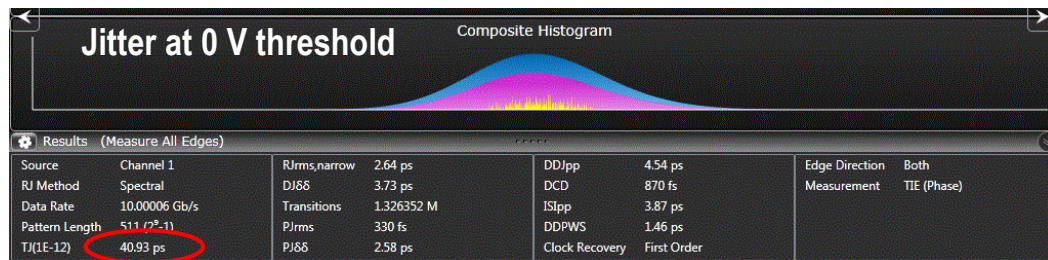 Jitter at 0 V threshold
Composite Histogram
Results (Measure All Edges)
Source Channel 1 RJrms,narrow 2.64 ps DDJpp 4.54 ps Edge Direction Both
RJ Method Spectral DJδδ 3.73 ps DCD 870 fs Measurement TIE (Phase)
Data Rate 10.00006 Gb/s Transitions 1.326352 M ISIpp 3.87 ps
Pattern Length 511 (2⁹-1) PJrms 330 fs DDPWS 1.46 ps
TJ(1E-12) 40.93 ps PJδδ 2.58 ps Clock Recovery First Order